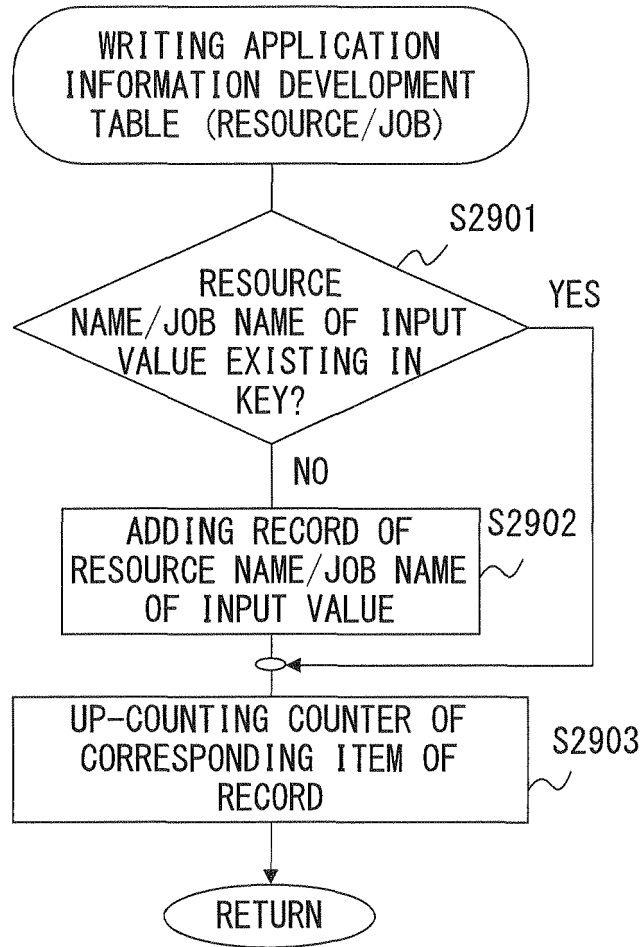 WRITING APPLICATION
INFORMATION DEVELOPMENT
TABLE (RESOURCE/JOB)
S2901
RESOURCE
NAME/JOB NAME OF INPUT
VALUE EXISTING IN
KEY?
YES
NO
ADDING RECORD OF
RESOURCE NAME/JOB NAME
OF INPUT VALUE
S2902
UP-COUNTING COUNTER OF
CORRESPONDING ITEM OF
RECORD
S2903
RETURN